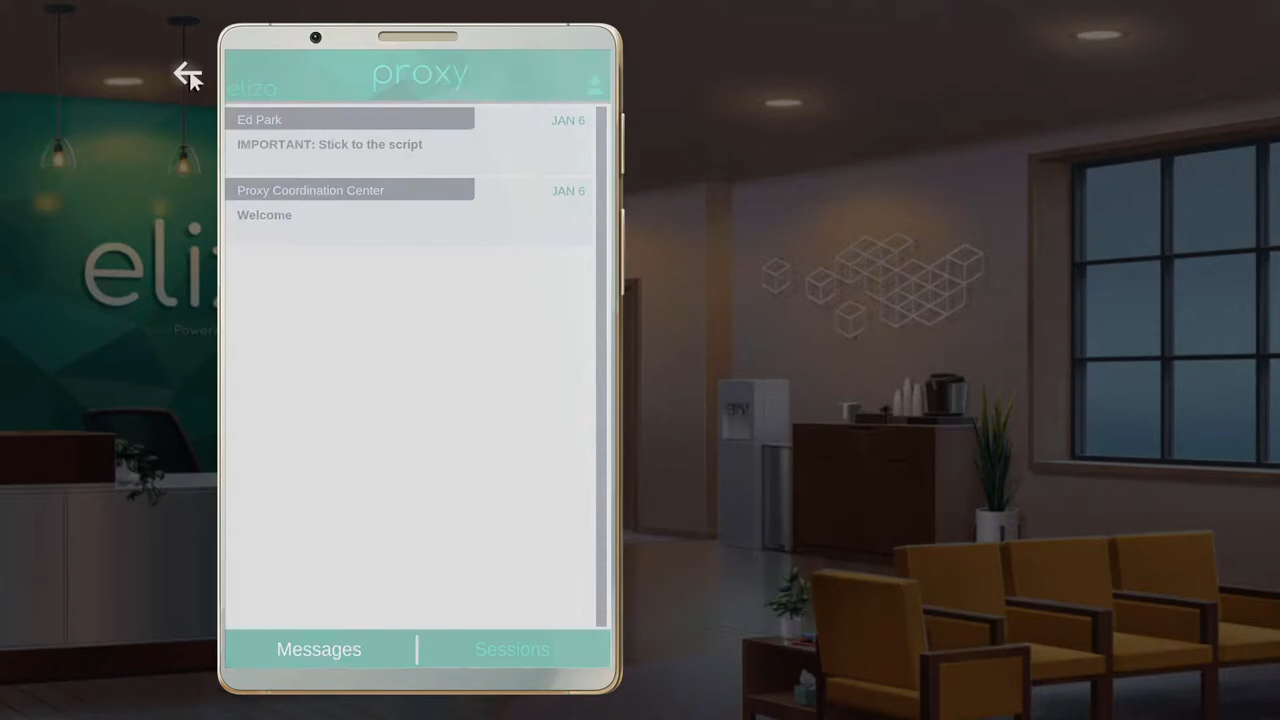 proxy
eliza
Ed Park
JAN 6
IMPORTANT: Stick to the script
Proxy Coordination Center
JAN 6
Welcome
eli
Power
Messages
Sessions